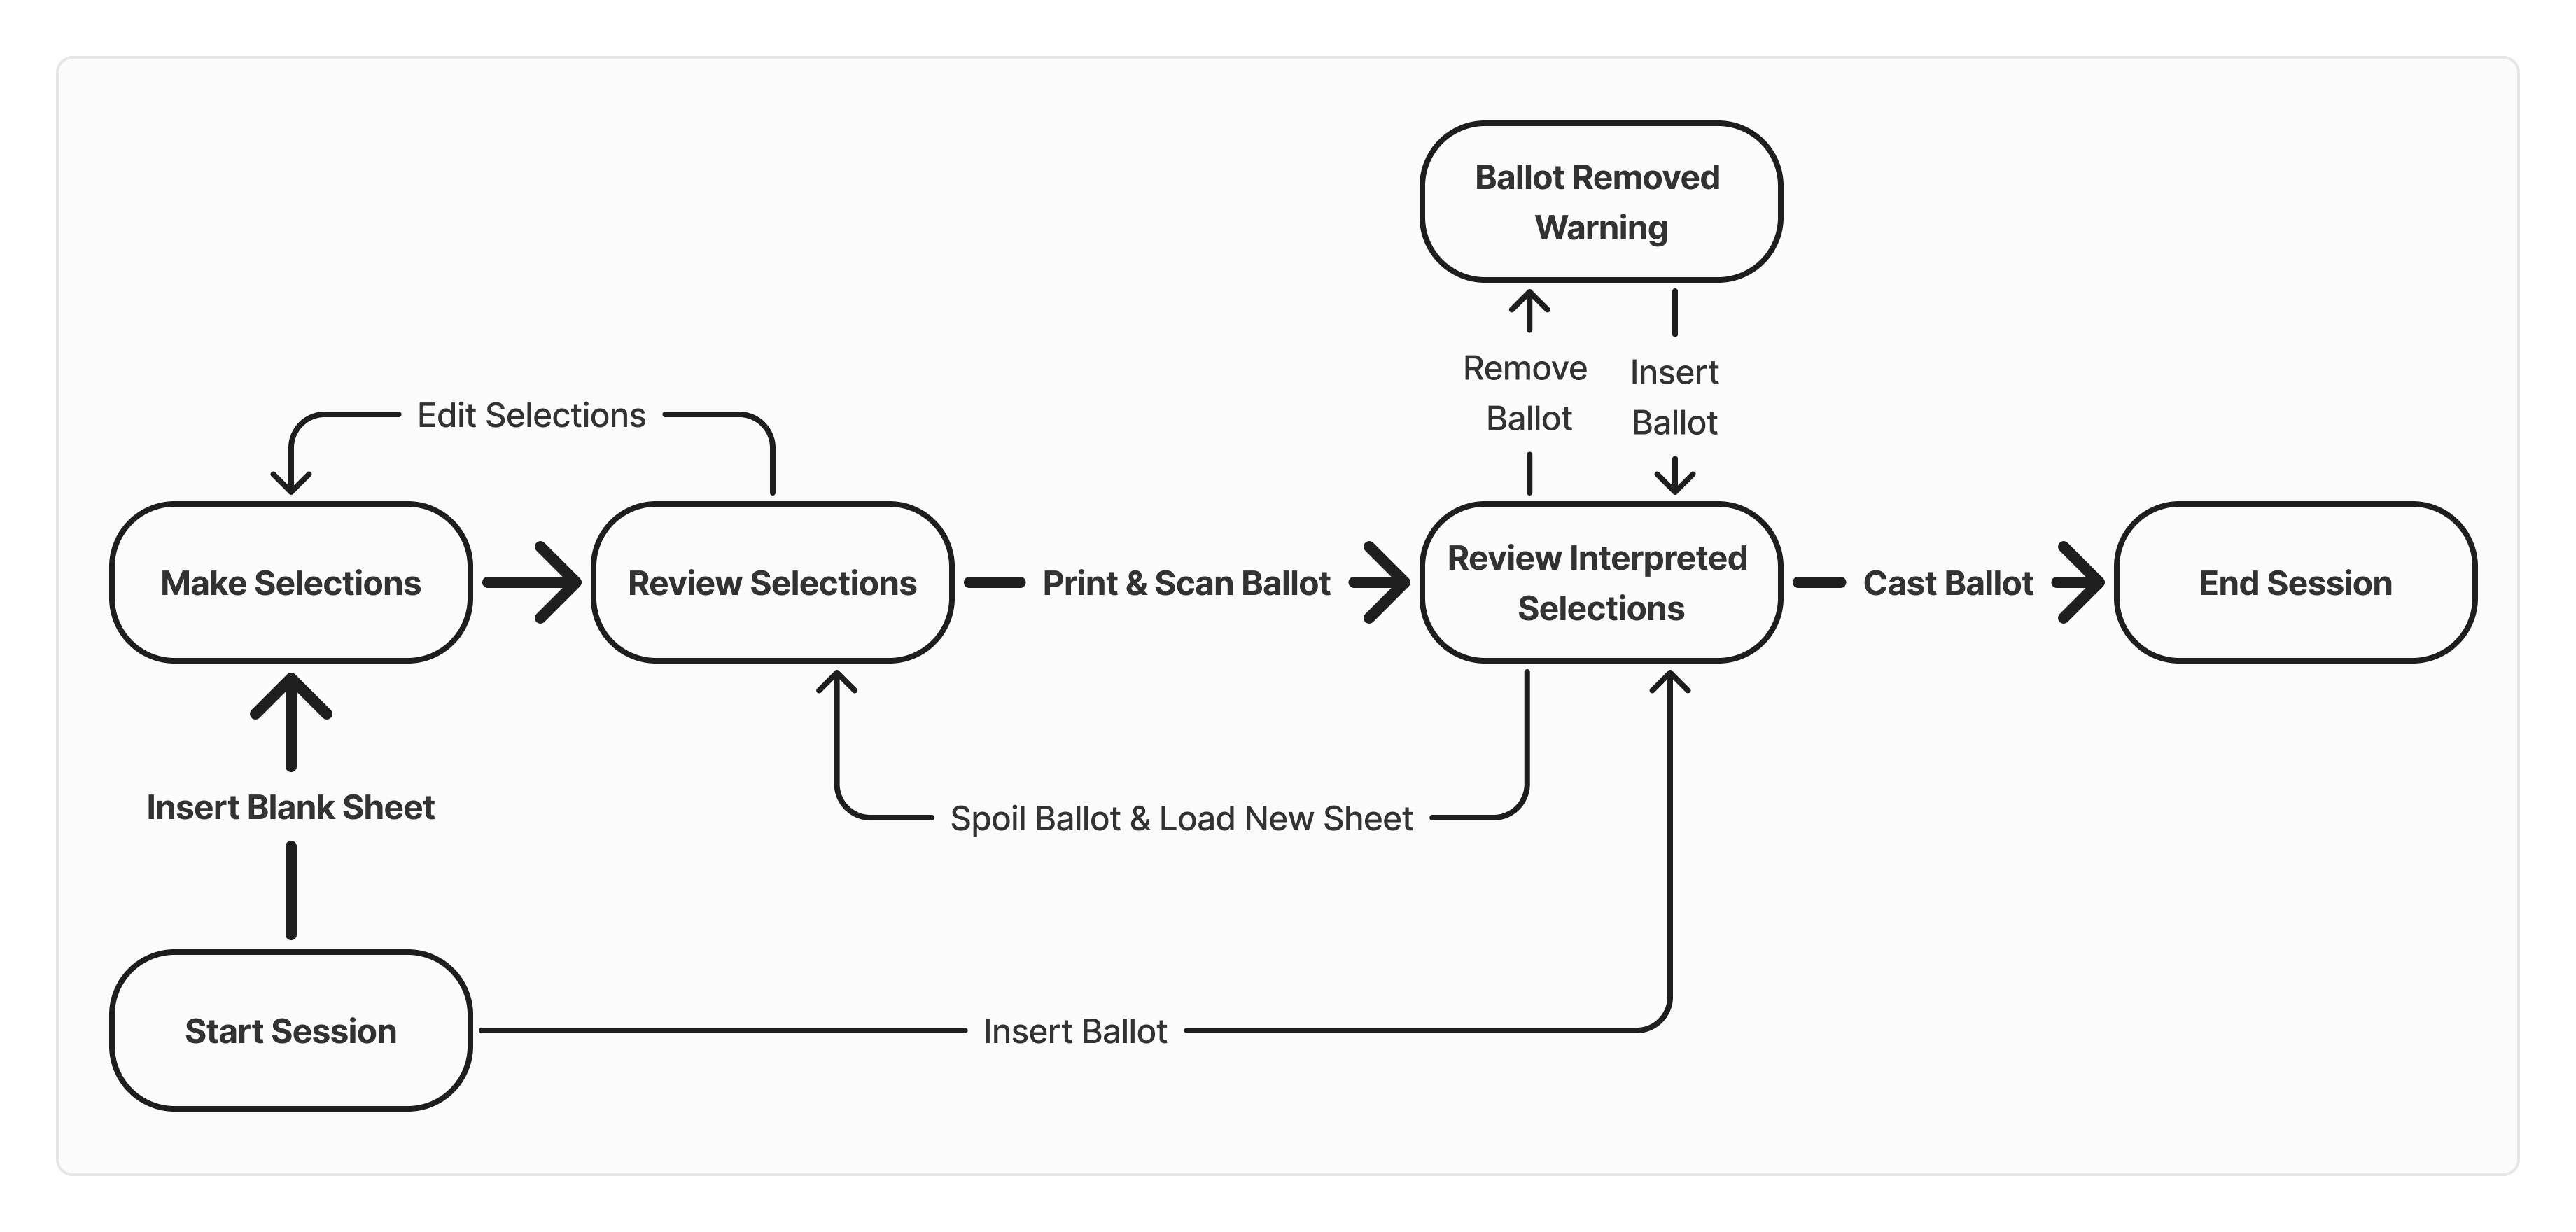 Ballot Removed
Warning
Remove
Ballot
Insert
Ballot
Edit Selections
Make Selections
Review Selections
Print & Scan Ballot
Review Interpreted
Selections
Cast Ballot
End Session
Insert Blank Sheet
Spoil Ballot & Load New Sheet
Start Session
Insert Ballot